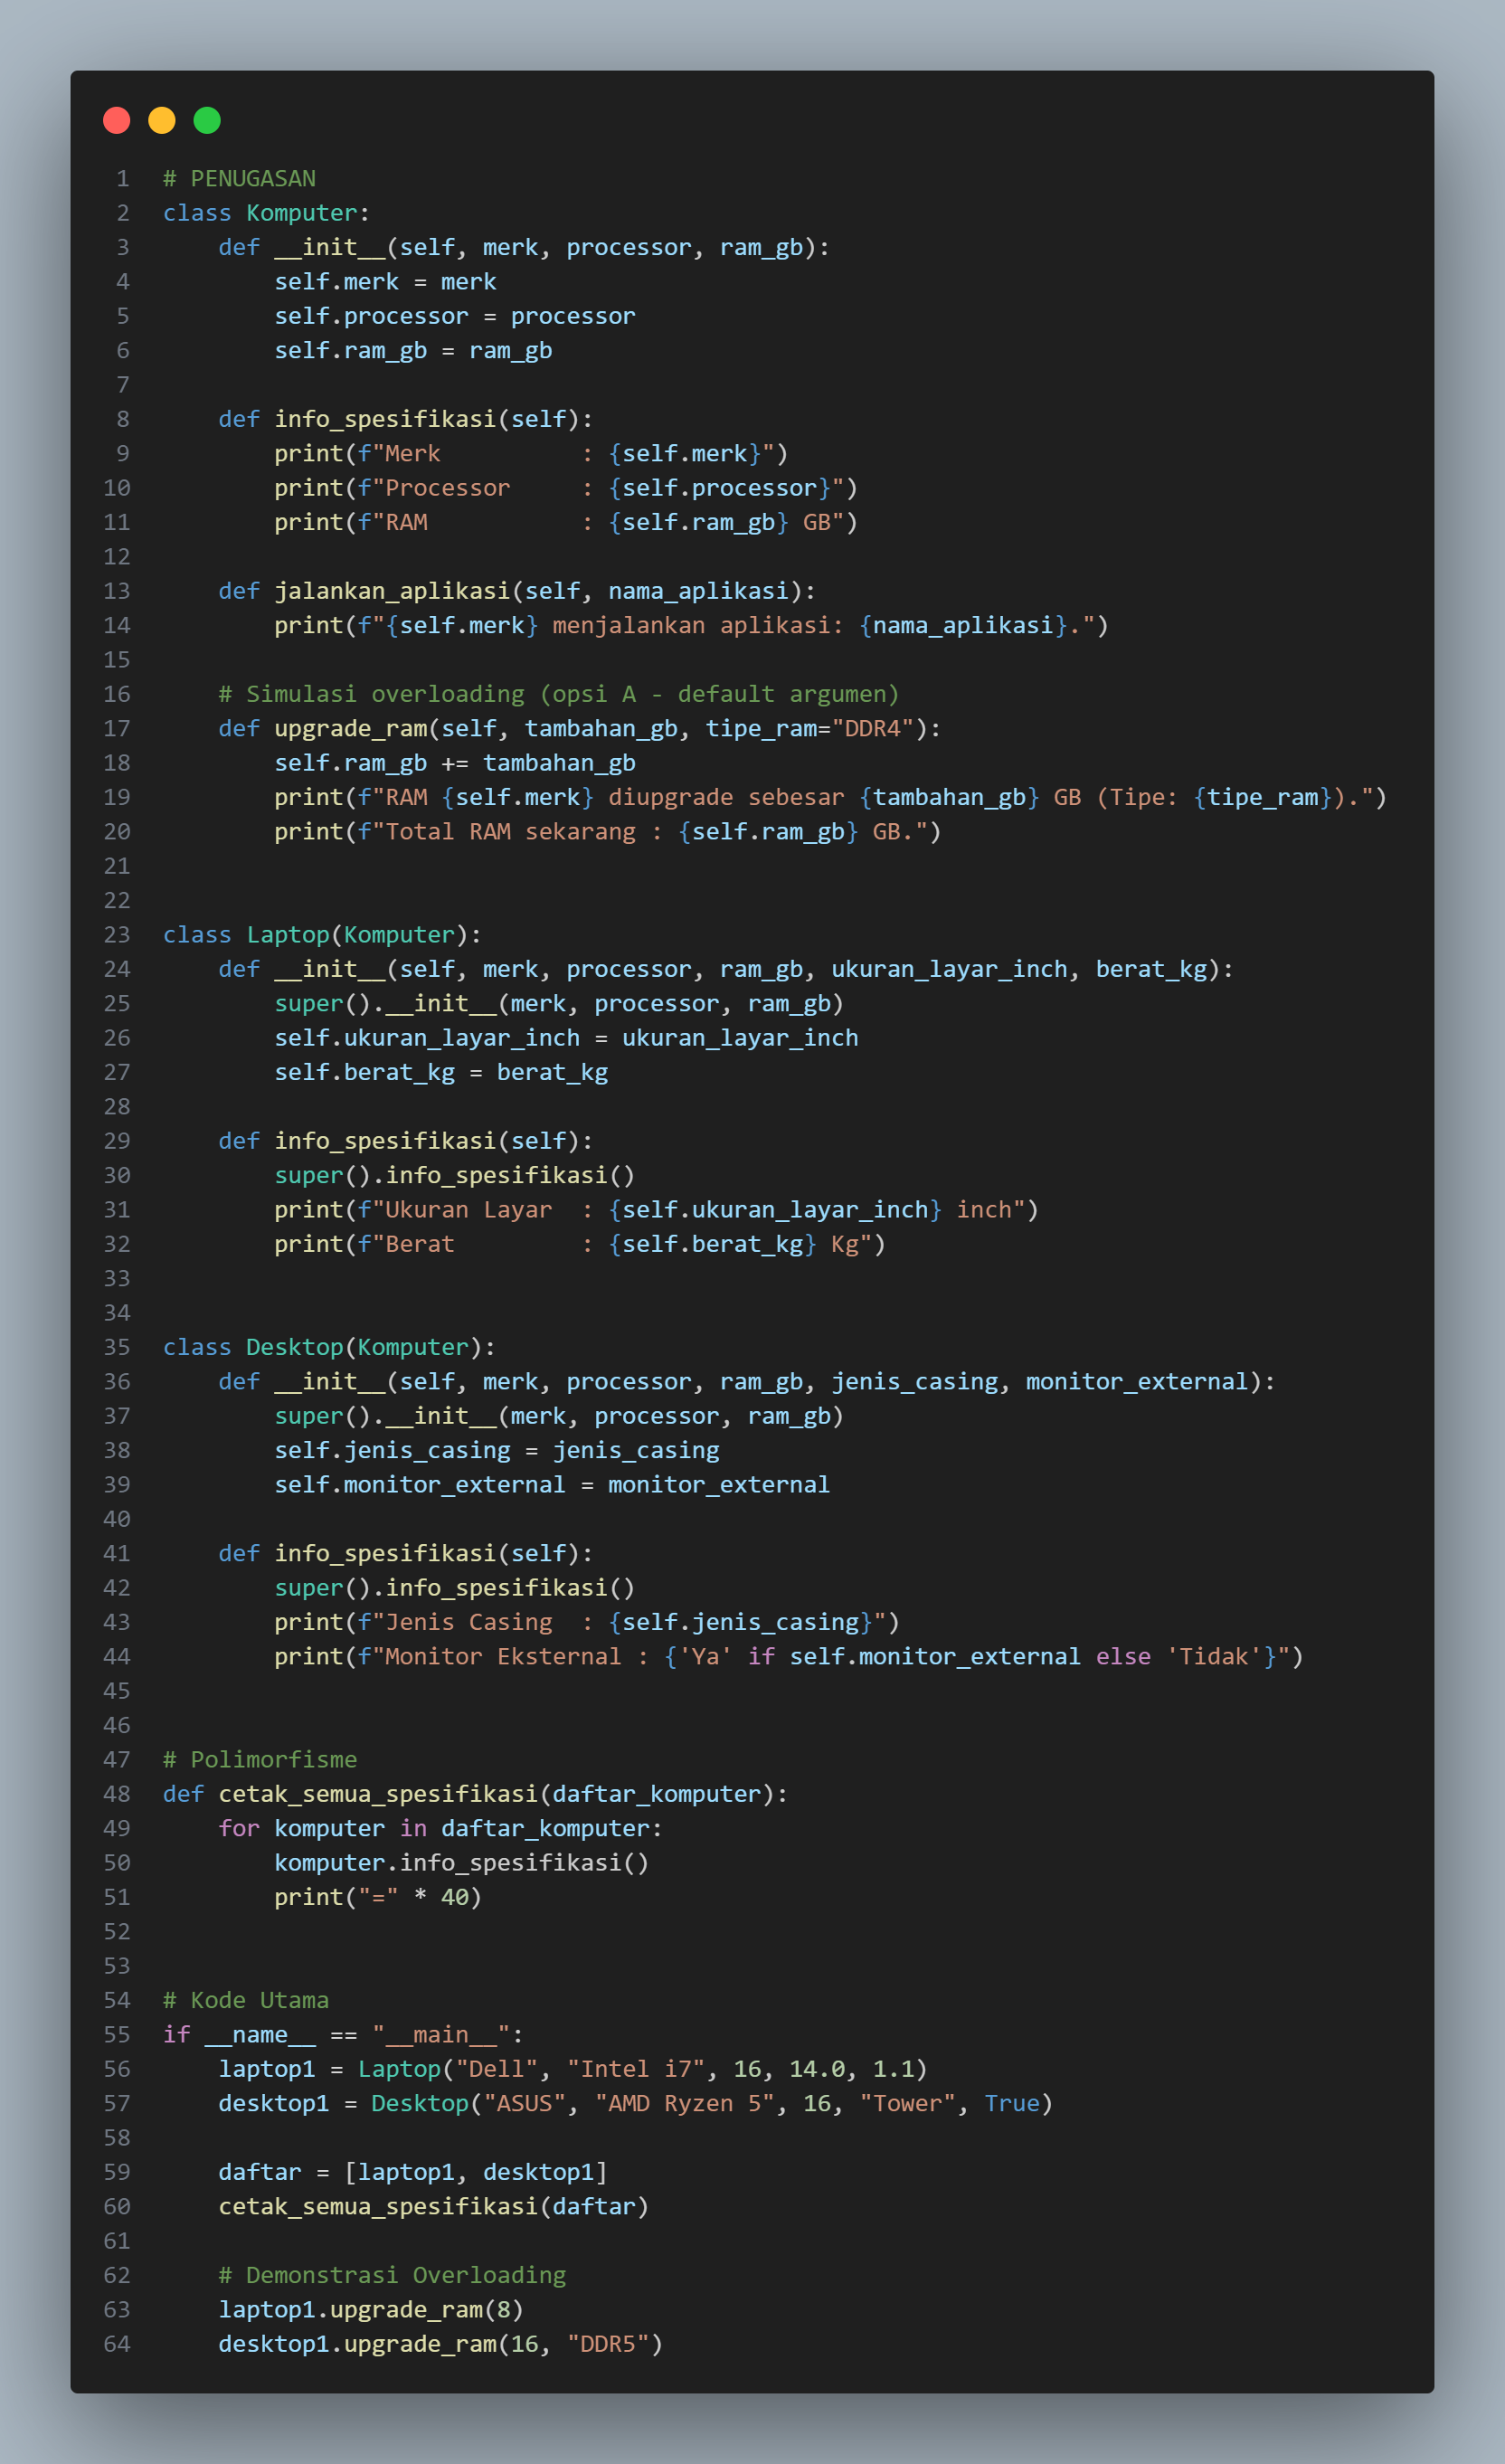 1 # PENUGASAN
2 class Komputer:
3     def __init__(self, merk, processor, ram_gb):
4         self.merk = merk
5         self.processor = processor
6         self.ram_gb = ram_gb
7
8     def info_spesifikasi(self):
9         print(f"Merk          : {self.merk}")
10         print(f"Processor     : {self.processor}")
11         print(f"RAM           : {self.ram_gb} GB")
12
13     def jalankan_aplikasi(self, nama_aplikasi):
14         print(f"{self.merk} menjalankan aplikasi: {nama_aplikasi}.")
15
16     # Simulasi overloading (opsi A - default argumen)
17     def upgrade_ram(self, tambahan_gb, tipe_ram="DDR4"):
18         self.ram_gb += tambahan_gb
19         print(f"RAM {self.merk} diupgrade sebesar {tambahan_gb} GB (Tipe: {tipe_ram}).")
20         print(f"Total RAM sekarang : {self.ram_gb} GB.")
21
22
23 class Laptop(Komputer):
24     def __init__(self, merk, processor, ram_gb, ukuran_layar_inch, berat_kg):
25         super().__init__(merk, processor, ram_gb)
26         self.ukuran_layar_inch = ukuran_layar_inch
27         self.berat_kg = berat_kg
28
29     def info_spesifikasi(self):
30         super().info_spesifikasi()
31         print(f"Ukuran Layar  : {self.ukuran_layar_inch} inch")
32         print(f"Berat         : {self.berat_kg} Kg")
33
34
35 class Desktop(Komputer):
36     def __init__(self, merk, processor, ram_gb, jenis_casing, monitor_external):
37         super().__init__(merk, processor, ram_gb)
38         self.jenis_casing = jenis_casing
39         self.monitor_external = monitor_external
40
41     def info_spesifikasi(self):
42         super().info_spesifikasi()
43         print(f"Jenis Casing  : {self.jenis_casing}")
44         print(f"Monitor Eksternal : {'Ya' if self.monitor_external else 'Tidak'}")
45
46
47 # Polimorfisme
48 def cetak_semua_spesifikasi(daftar_komputer):
49     for komputer in daftar_komputer:
50         komputer.info_spesifikasi()
51         print("=" * 40)
52
53
54 # Kode Utama
55 if __name__ == "__main__":
56     laptop1 = Laptop("Dell", "Intel i7", 16, 14.0, 1.1)
57     desktop1 = Desktop("ASUS", "AMD Ryzen 5", 16, "Tower", True)
58
59     daftar = [laptop1, desktop1]
60     cetak_semua_spesifikasi(daftar)
61
62     # Demonstrasi Overloading
63     laptop1.upgrade_ram(8)
64     desktop1.upgrade_ram(16, "DDR5")